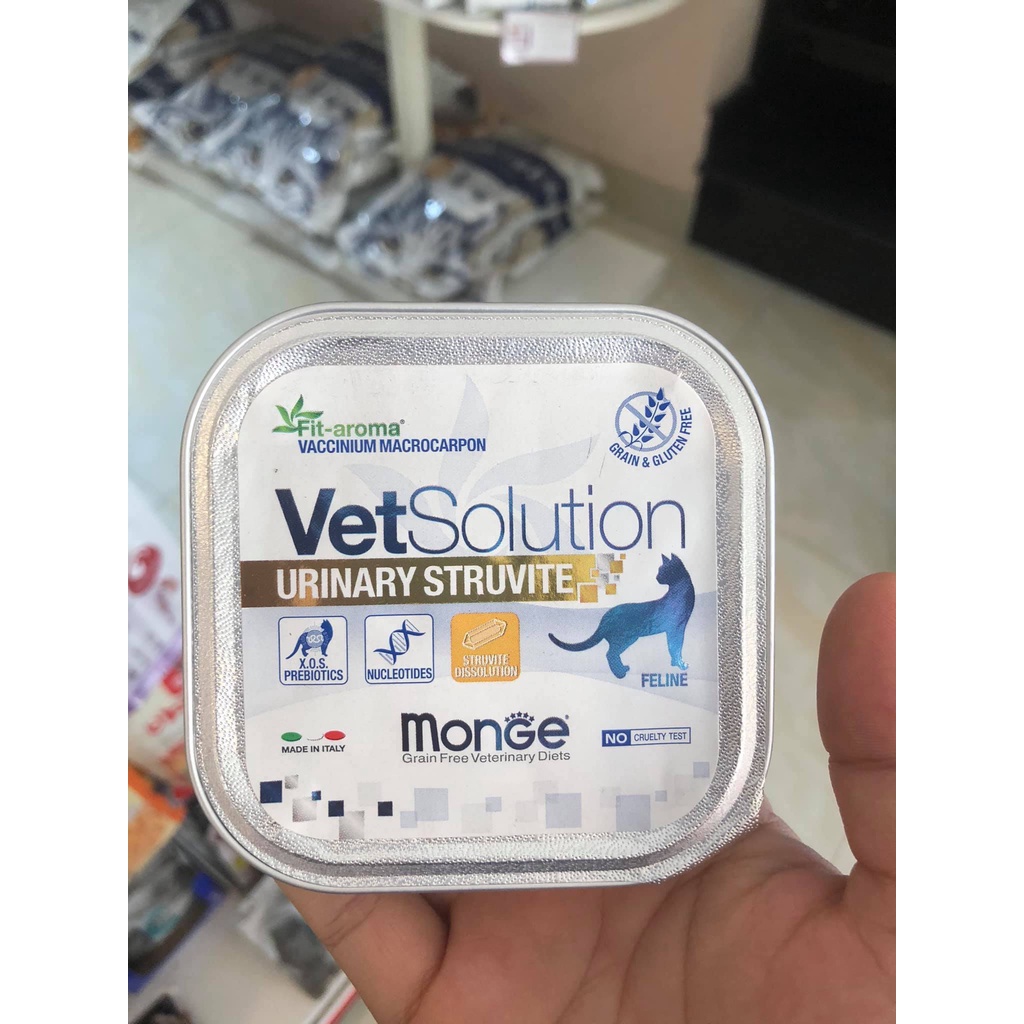 Fit-aroma®
VACCINIUM MACROCARPON
GRAIN & GLUTEN FREE
VetSolution
URINARY STRUVITE
X.O.S.
PREBIOTICS
NUCLEOTIDES
STRUVITE
DISSOLUTION
FELINE
MADE IN ITALY
monGe®
Grain Free Veterinary Diets
NO CRUELTY TEST